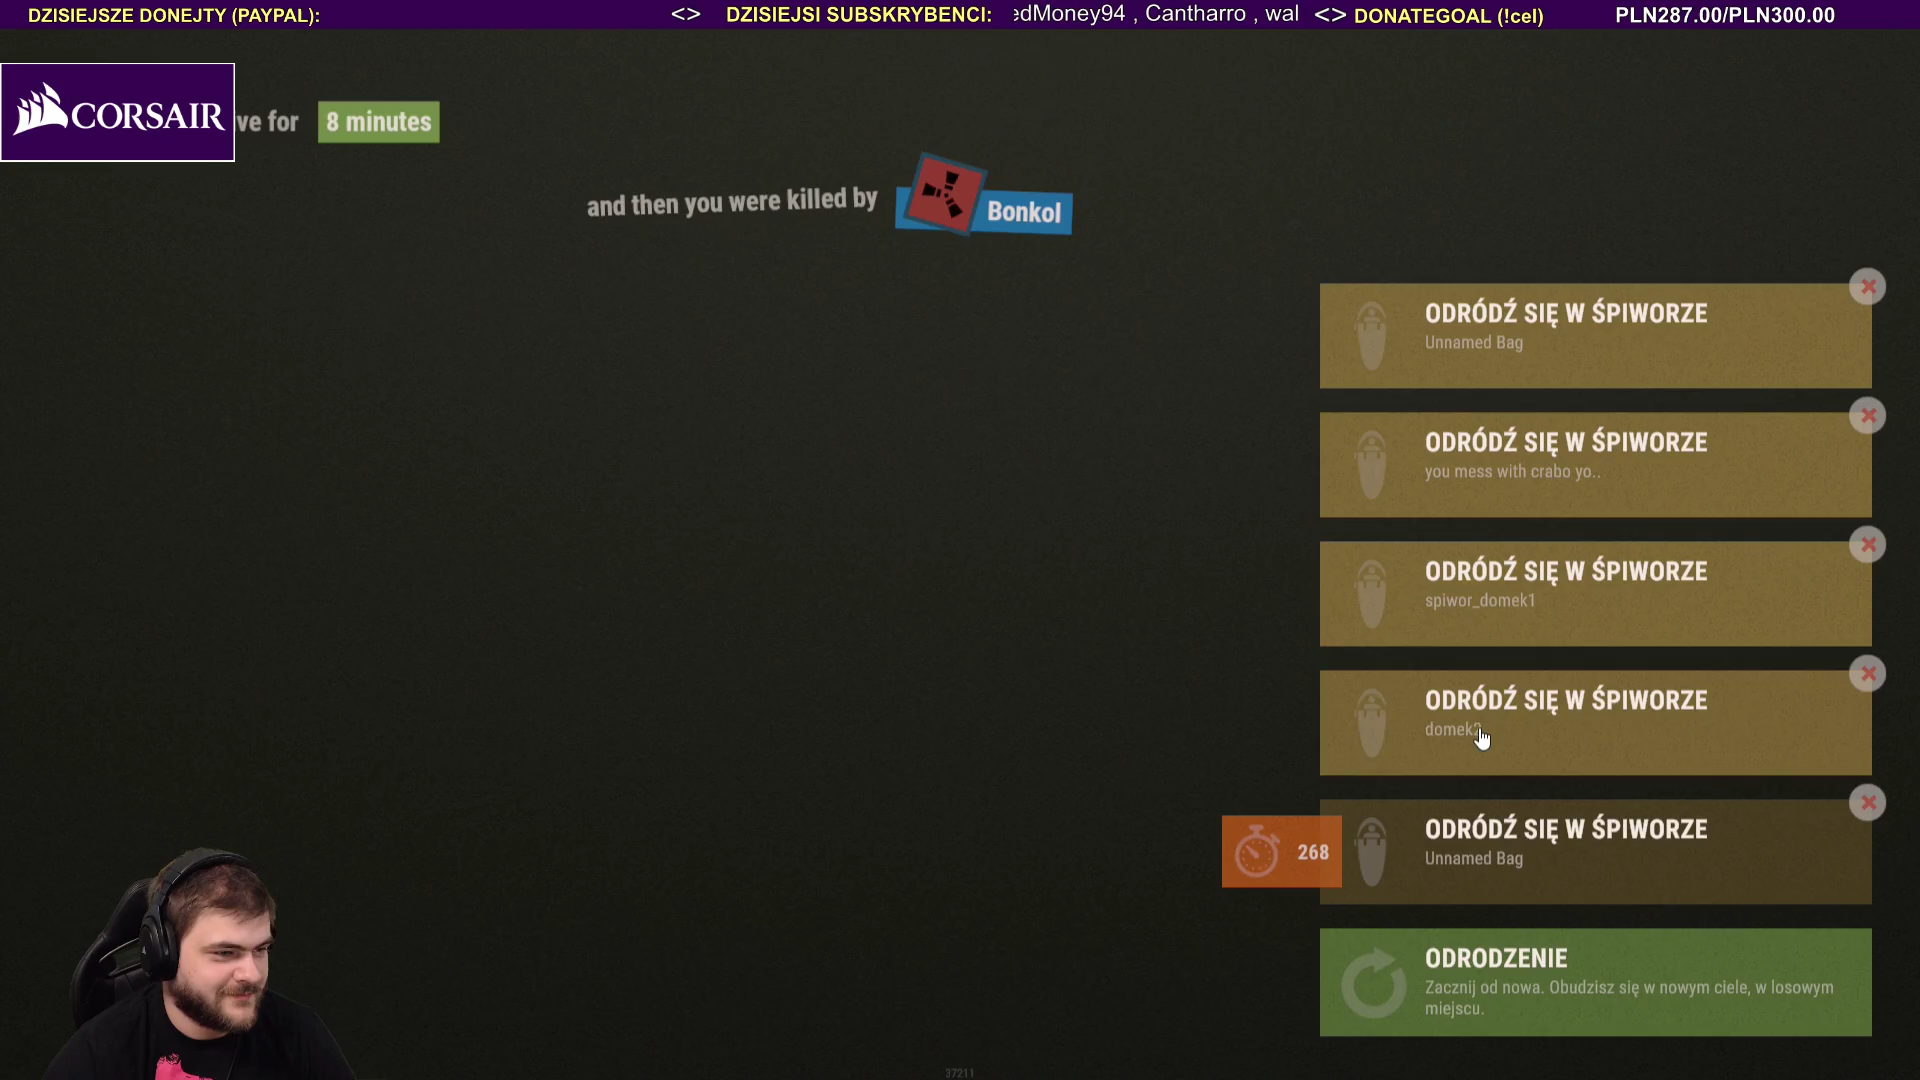 DZISIEJSZE DONEJTY (PAYPAL):
<> DZISIEJSI SUBSKRYBENCI: edMoney94 , Cantharro , wal <> DONATEGOAL (!cel) PLN287.00/PLN300.00
CORSAIR
ve for 8 minutes
and then you were killed by Bonkol
ODRÓDŹ SIĘ W ŚPIWORZE
Unnamed Bag
ODRÓDŹ SIĘ W ŚPIWORZE
you mess with crabo yo..
ODRÓDŹ SIĘ W ŚPIWORZE
spiwor_domek1
ODRÓDŹ SIĘ W ŚPIWORZE
domek2
268
ODRÓDŹ SIĘ W ŚPIWORZE
Unnamed Bag
ODRODZENIE
Zacznij od nowa. Obudzisz się w nowym ciele, w losowym
miejscu.
37211